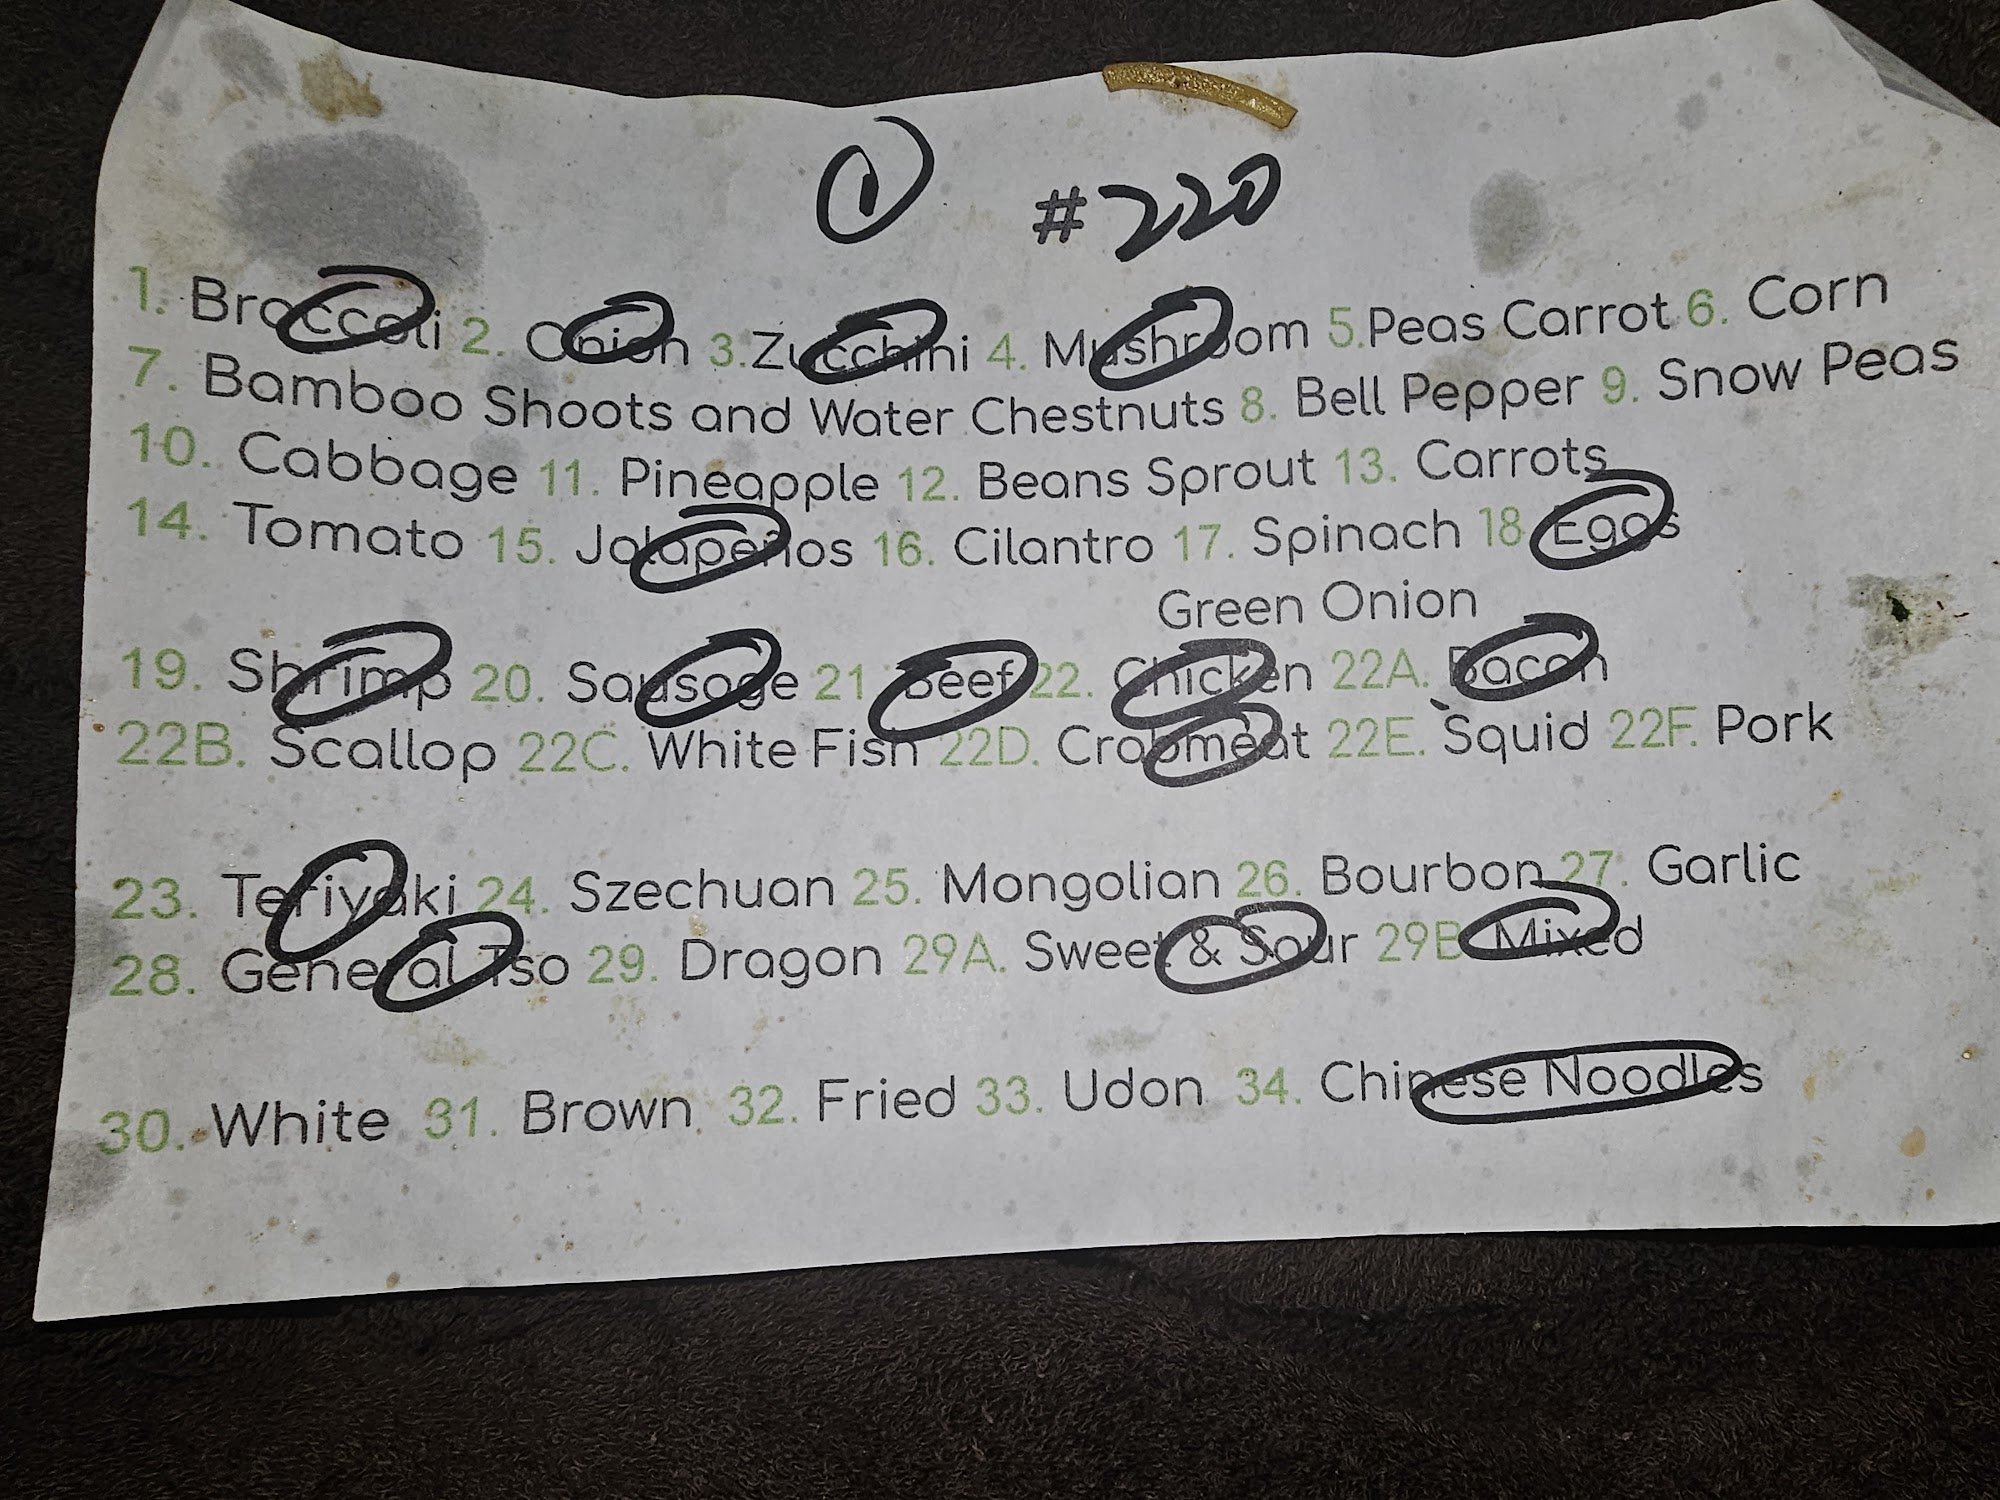 1 #220
1. Broccoli 2. Onion 3.Zucchini 4. Mushroom 5.Peas Carrot 6. Corn
7. Bamboo Shoots and Water Chestnuts 8. Bell Pepper 9. Snow Peas
10. Cabbage 11. Pineapple 12. Beans Sprout 13. Carrots
14. Tomato 15. Jalapeños 16. Cilantro 17. Spinach 18 Eggs
Green Onion
19. Shrimp 20. Sausage 21 Beef 22. Chicken 22A. Bacon
22B. Scallop 22C. White Fish 22D. Crabmeat 22E. Squid 22F. Pork
23. Teriyaki 24. Szechuan 25. Mongolian 26. Bourbon 27. Garlic
28. General Tso 29. Dragon 29A. Sweet & Sour 29B Mixed
30. White 31. Brown 32. Fried 33. Udon 34. Chinese Noodles